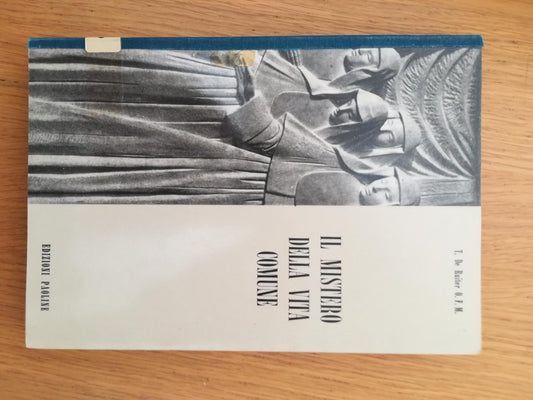 T. De Ruiter O.F.M.
IL MISTERO
DELLA VITA
COMUNE
EDIZIONI PAOLINE